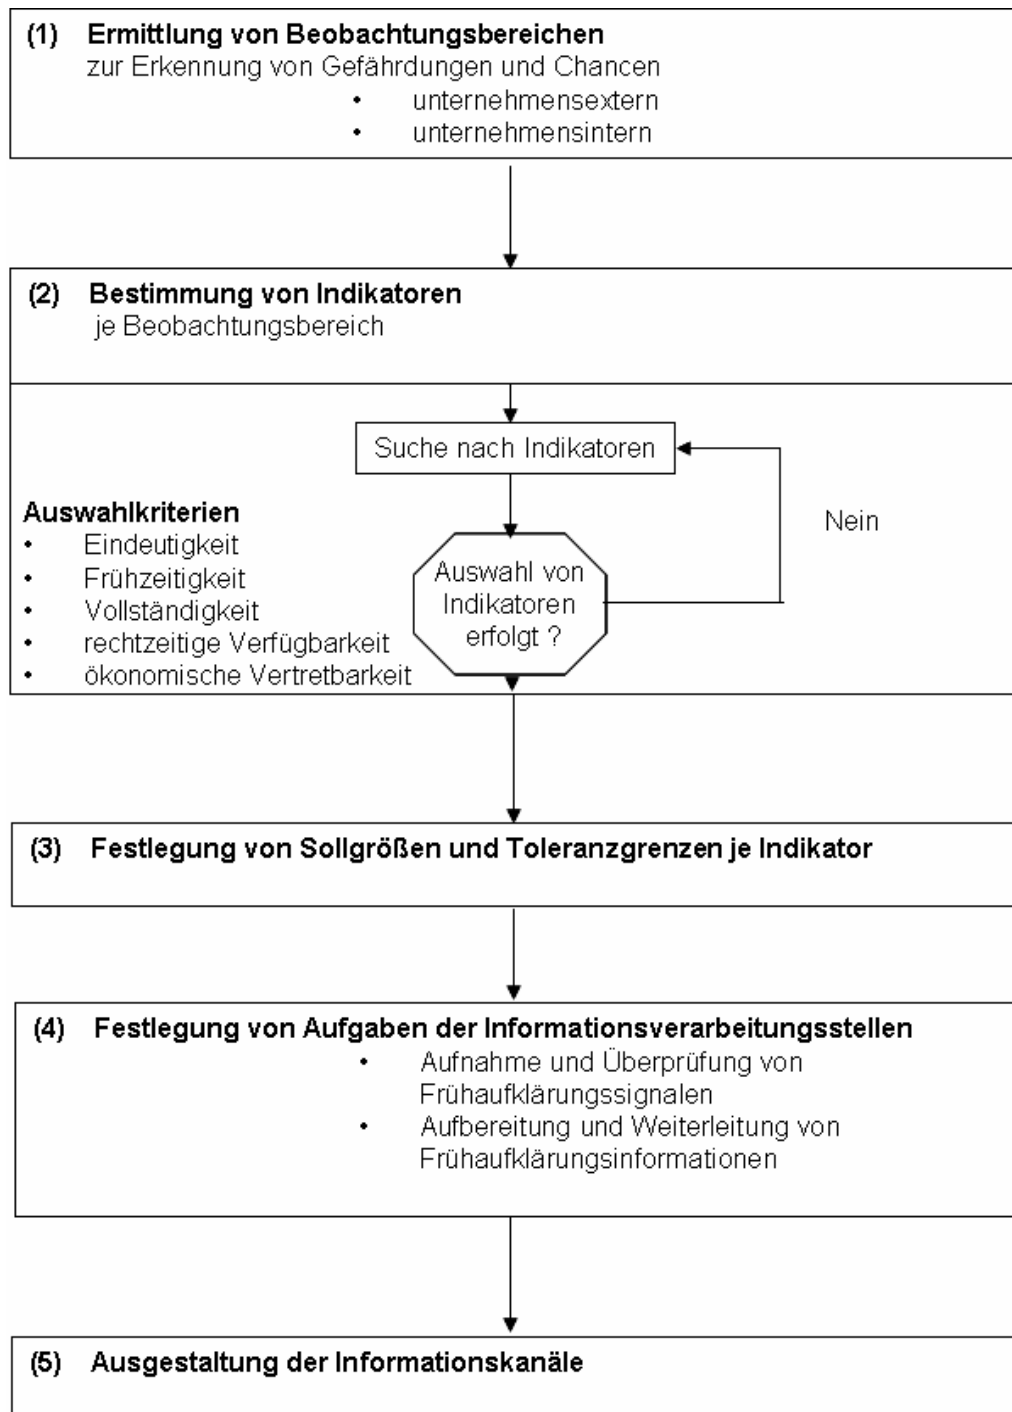 (1) Ermittlung von Beobachtungsbereichen
zur Erkennung von Gefährdungen und Chancen
• unternehmensextern
• unternehmensintern
(2) Bestimmung von Indikatoren
je Beobachtungsbereich
Suche nach Indikatoren
Nein
Auswahlkriterien
• Eindeutigkeit
• Frühzeitigkeit
• Vollständigkeit
• rechtzeitige Verfügbarkeit
• ökonomische Vertretbarkeit
Auswahl von
Indikatoren
erfolgt ?
(3) Festlegung von Sollgrößen und Toleranzgrenzen je Indikator
(4) Festlegung von Aufgaben der Informationsverarbeitungsstellen
• Aufnahme und Überprüfung von
Frühaufklärungssignalen
• Aufbereitung und Weiterleitung von
Frühaufklärungsinformationen
(5) Ausgestaltung der Informationskanäle